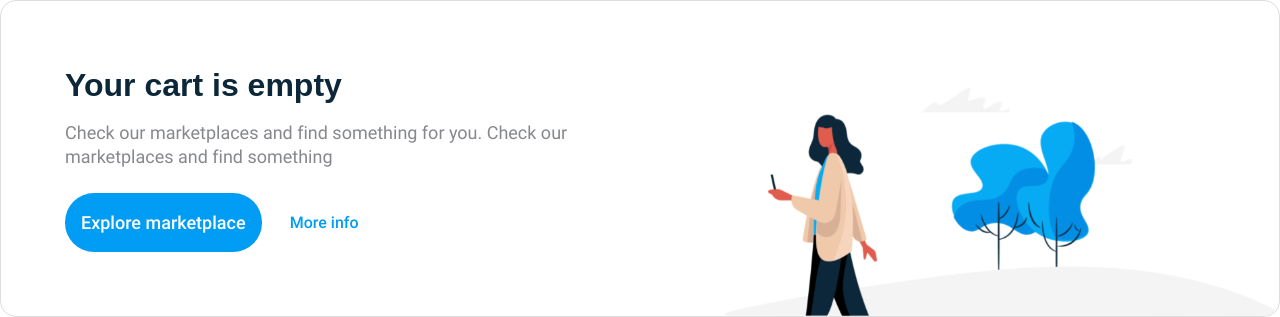 Your cart is empty
Check our marketplaces and find something for you. Check our
marketplaces and find something
Explore marketplace
More info